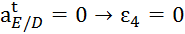 a^t_{E/D} = 0 → ε_4 = 0